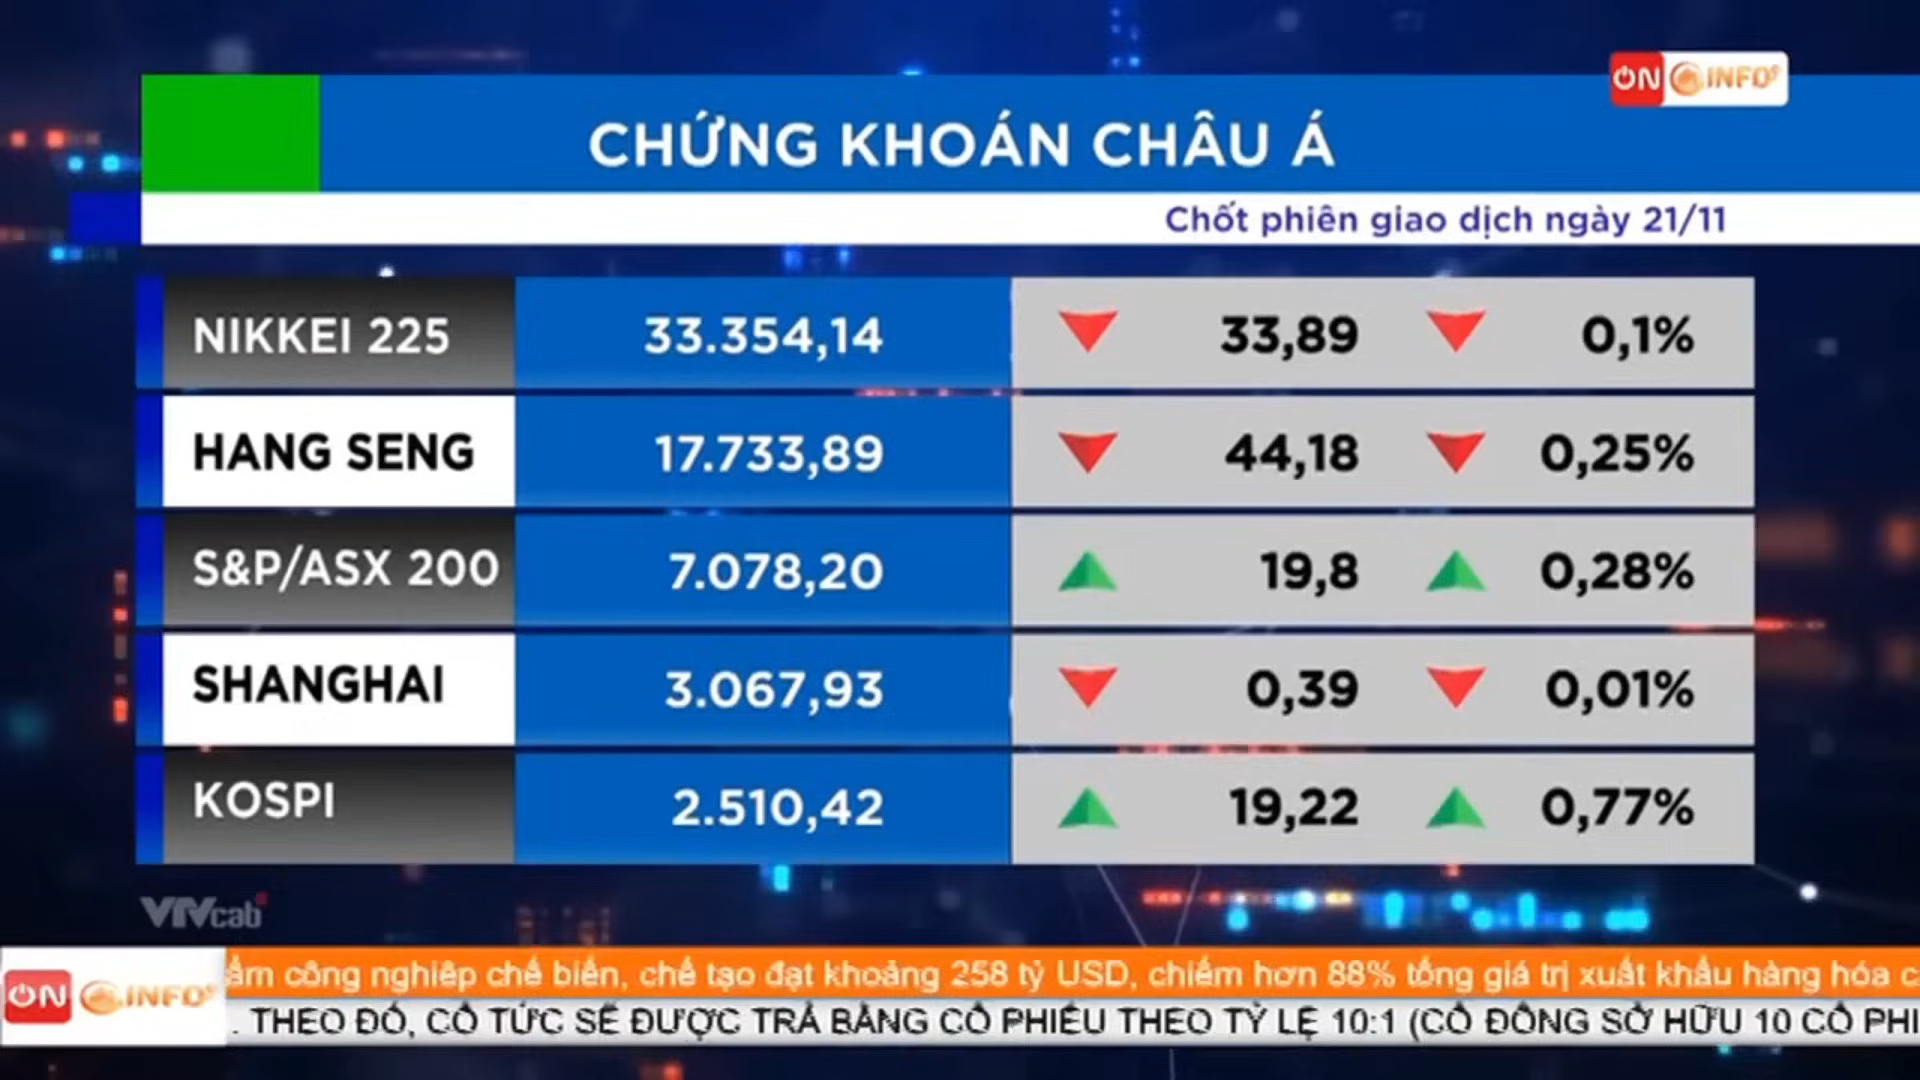 ON INFO
CHỨNG KHOÁN CHÂU Á
Chốt phiên giao dịch ngày 21/11
NIKKEI 225 33.354,14 33,89 0,1%
HANG SENG 17.733,89 44,18 0,25%
S&P/ASX 200 7.078,20 19,8 0,28%
SHANGHAI 3.067,93 0,39 0,01%
KOSPI 2.510,42 19,22 0,77%
VTVcab
công nghiệp chế biến, chế tạo đạt khoảng 258 tỷ USD, chiếm hơn 88% tổng giá trị xuất khẩu hàng hóa
ON INFO
. THEO ĐÓ, CỔ TỨC SẼ ĐƯỢC TRẢ BẰNG CỔ PHIẾU THEO TỶ LỆ 10:1 (CỔ ĐÔNG SỞ HỮU 10 CỔ PHI